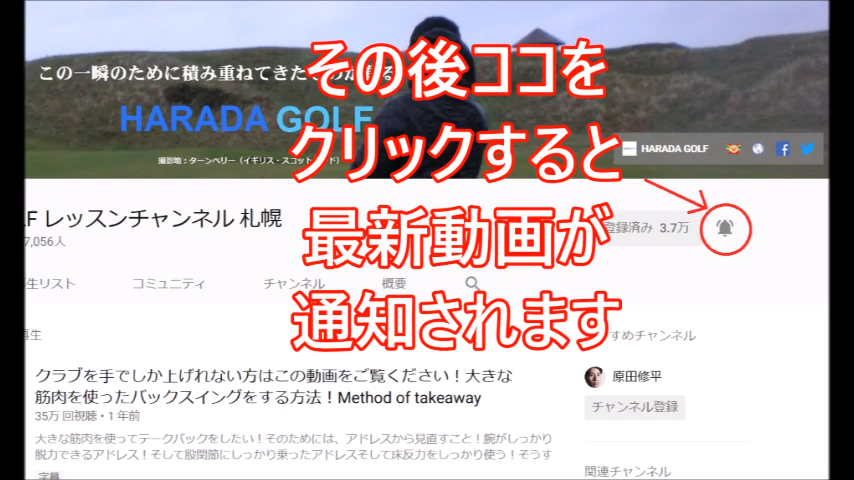 この一瞬のために積み重ねてきた
HARADA GOLF
撮影地：ターンベリー（イギリス・スコット
その後ココを
クリックすると
最新動画が
通知されます
HARADA GOLF
F レッスンチャンネル 札幌
7,056人
登録済み 3.7万
生リスト
コミュニティ
チャンネル
概要
再生
すめチャンネル
クラブを手でしか上げれない方はこの動画をご覧ください！大きな
筋肉を使ったバックスイングをする方法！Method of takeaway
35万 回視聴・1 年前
大きな筋肉を使ってテークバックをしたい！そのためには、アドレスから見直すこと！腕がしっかり
脱力できるアドレス！そして股関節にしっかり乗ったアドレスそして床反力をしっかり使う！そうす
字幕
原田修平
チャンネル登録
関連チャンネル